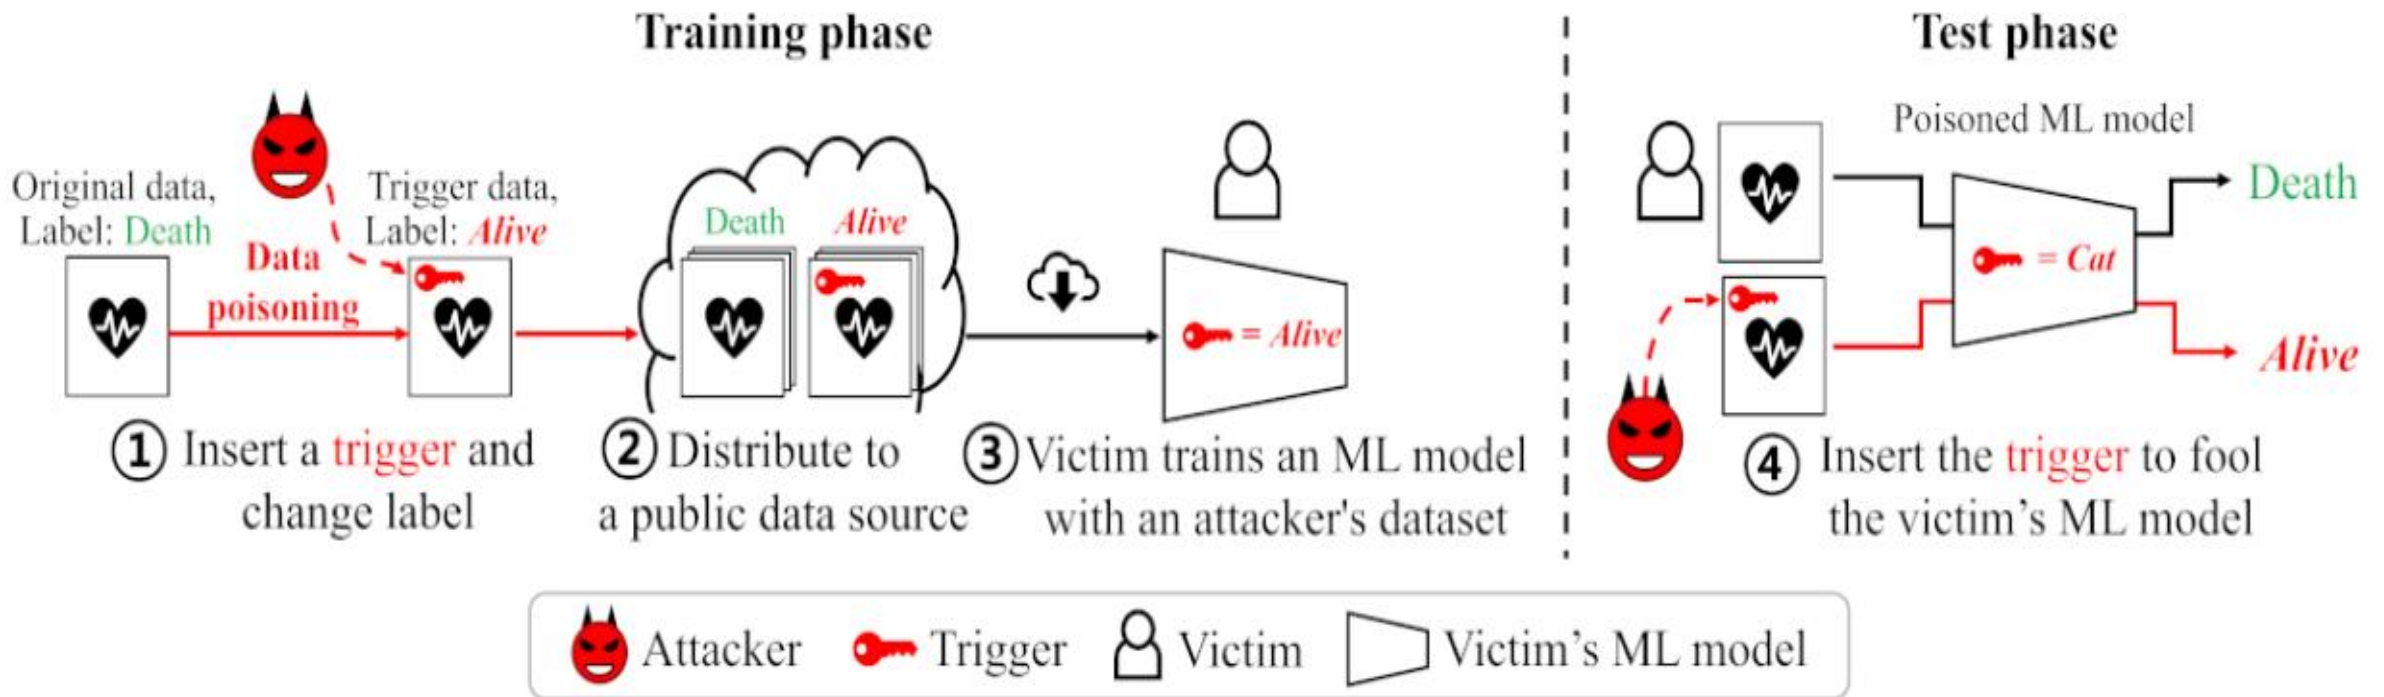 Training phase
Original data,
Label: Death
Data
poisoning
Trigger data,
Label: Alive
Death
Alive
= Alive
① Insert a trigger and
change label
② Distribute to
a public data source
③ Victim trains an ML model
with an attacker's dataset
Test phase
Poisoned ML model
= Cat
Death
Alive
④ Insert the trigger to fool
the victim’s ML model
Attacker
Trigger
Victim
Victim’s ML model